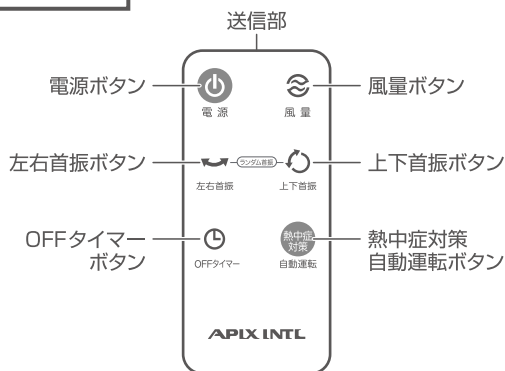 送信部
電源ボタン
風量ボタン
電源
風量
左右首振ボタン
ランダム首振
上下首振ボタン
左右首振
上下首振
OFFタイマー
ボタン
熱中症
対策
熱中症対策
自動運転ボタン
OFFタイマー
自動運転
APIX INTL